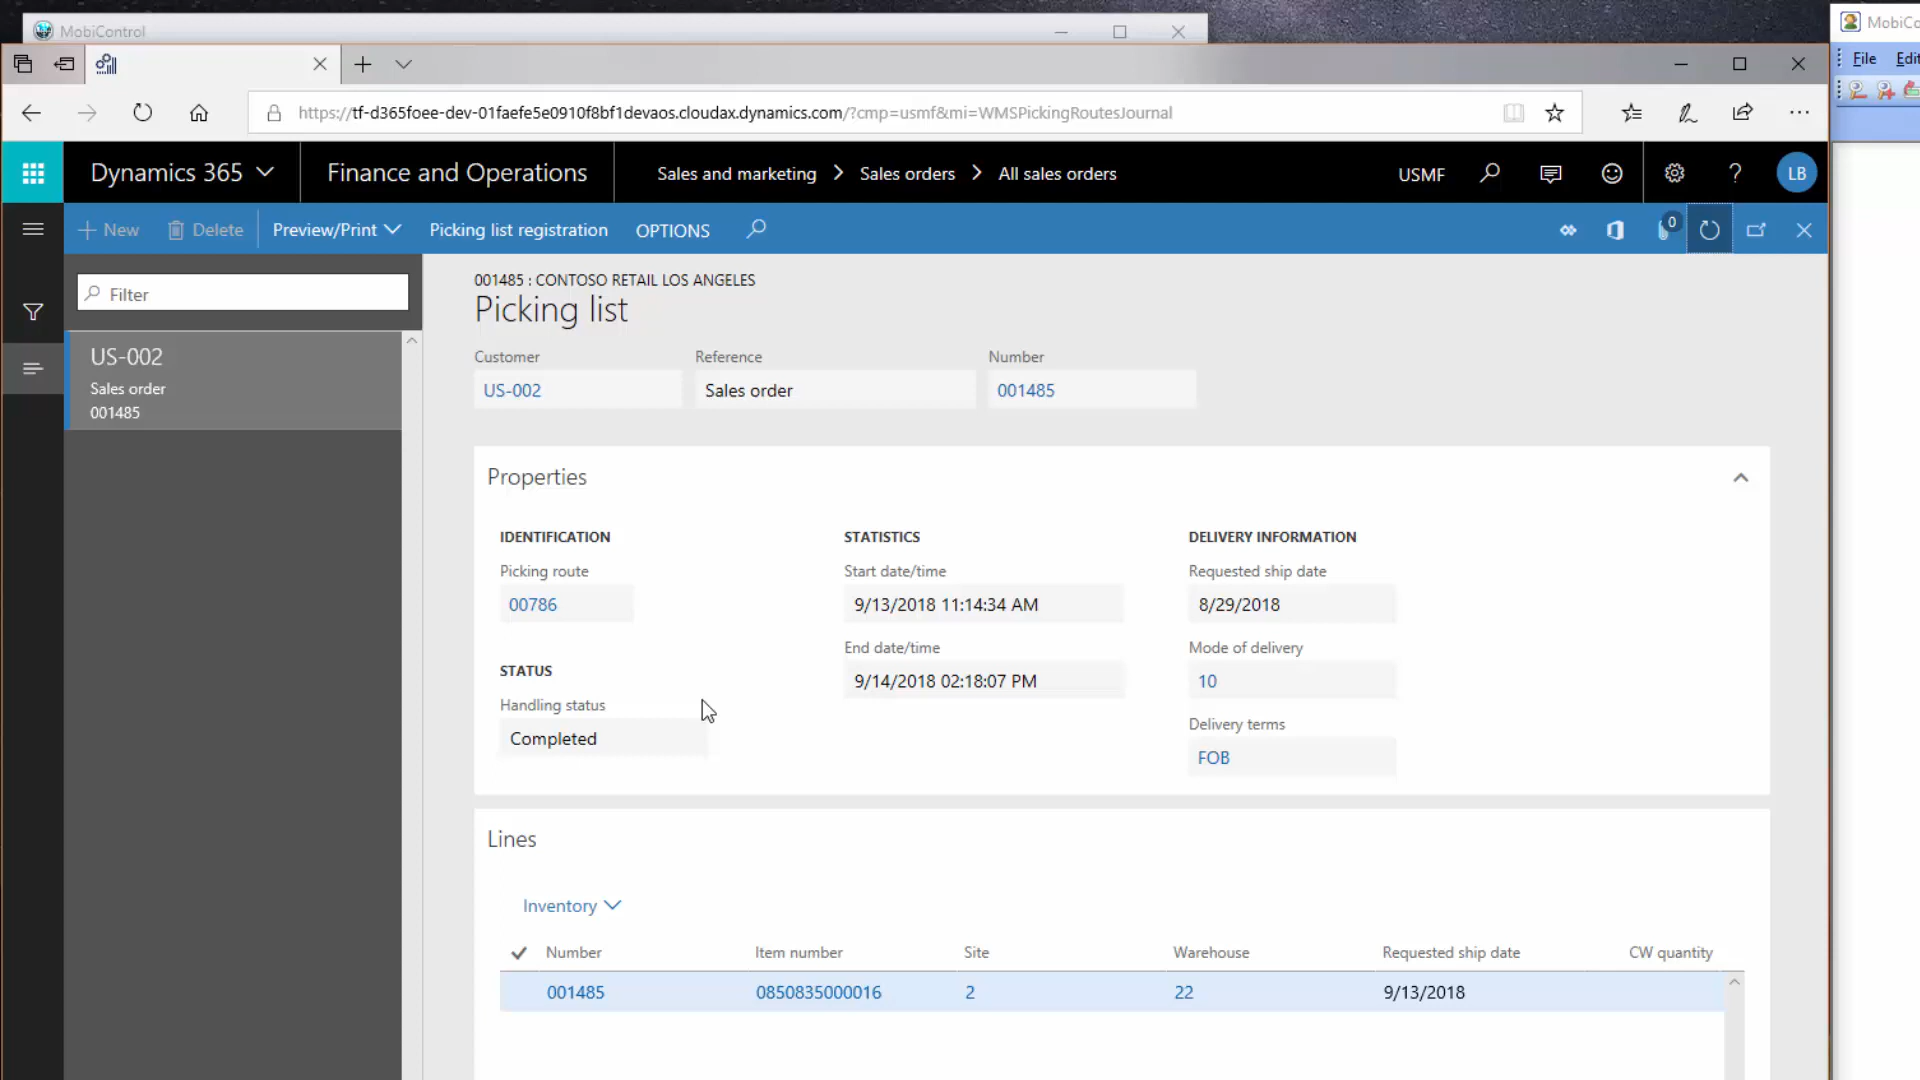 MobiControl
MobiCo
File Edit
https://tf-d365foee-dev-01faefe5e0910f8bf1devaos.cloudax.dynamics.com/?cmp=usmf&mi=WMSPickingRoutesJournal
Dynamics 365 Finance and Operations Sales and marketing > Sales orders > All sales orders USMF ? LB
+ New Delete Preview/Print Picking list registration OPTIONS 0
Filter
US-002
Sales order
001485
001485 : CONTOSO RETAIL LOS ANGELES
Picking list
Customer Reference Number
US-002 Sales order 001485
Properties
IDENTIFICATION STATISTICS DELIVERY INFORMATION
Picking route Start date/time Requested ship date
00786 9/13/2018 11:14:34 AM 8/29/2018
End date/time Mode of delivery
STATUS 9/14/2018 02:18:07 PM 10
Handling status Delivery terms
Completed FOB
Lines
Inventory
Number Item number Site Warehouse Requested ship date CW quantity
001485 0850835000016 2 22 9/13/2018